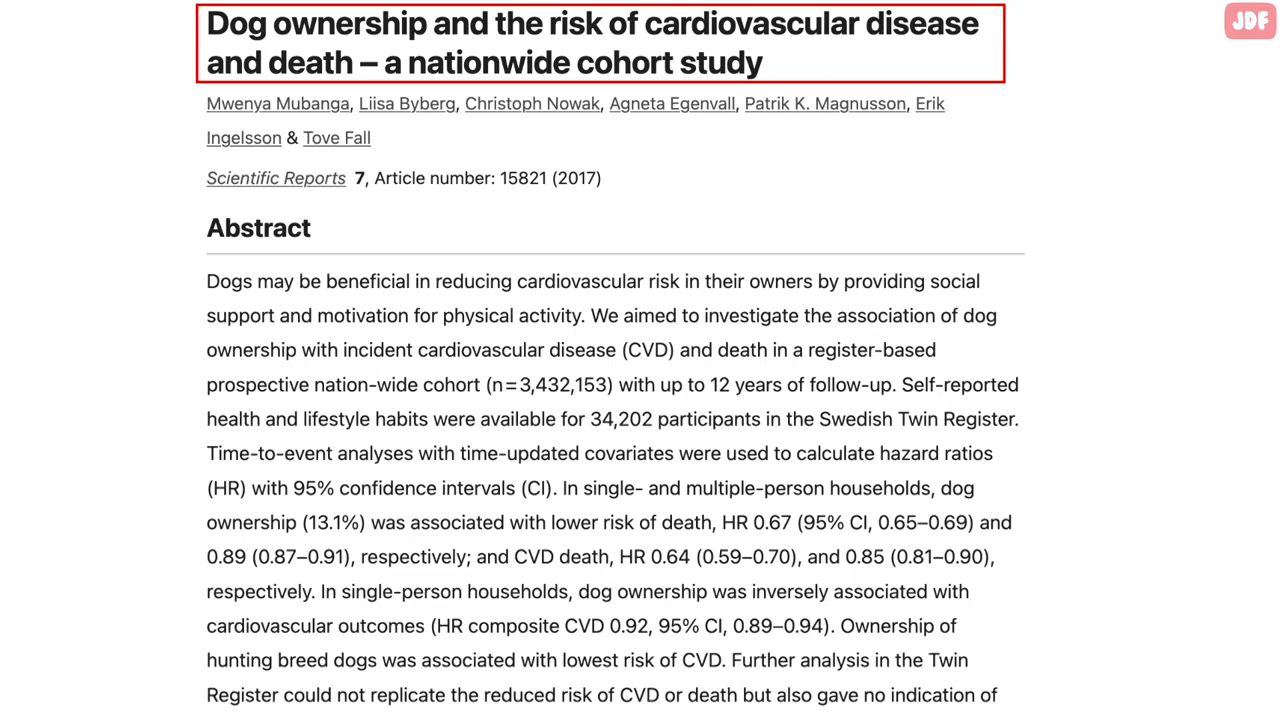 JDF
Dog ownership and the risk of cardiovascular disease
and death – a nationwide cohort study
Mwenya Mubanga, Liisa Byberg, Christoph Nowak, Agneta Egenvall, Patrik K. Magnusson, Erik
Ingelsson & Tove Fall
Scientific Reports 7, Article number: 15821 (2017)
Abstract
Dogs may be beneficial in reducing cardiovascular risk in their owners by providing social
support and motivation for physical activity. We aimed to investigate the association of dog
ownership with incident cardiovascular disease (CVD) and death in a register-based
prospective nation-wide cohort (n = 3,432,153) with up to 12 years of follow-up. Self-reported
health and lifestyle habits were available for 34,202 participants in the Swedish Twin Register.
Time-to-event analyses with time-updated covariates were used to calculate hazard ratios
(HR) with 95% confidence intervals (CI). In single- and multiple-person households, dog
ownership (13.1%) was associated with lower risk of death, HR 0.67 (95% CI, 0.65–0.69) and
0.89 (0.87–0.91), respectively; and CVD death, HR 0.64 (0.59–0.70), and 0.85 (0.81–0.90),
respectively. In single-person households, dog ownership was inversely associated with
cardiovascular outcomes (HR composite CVD 0.92, 95% CI, 0.89–0.94). Ownership of
hunting breed dogs was associated with lowest risk of CVD. Further analysis in the Twin
Register could not replicate the reduced risk of CVD or death but also gave no indication of